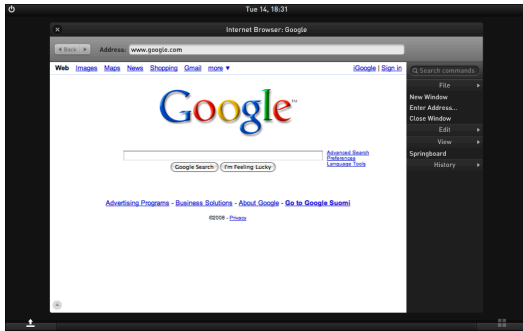 Tue 14, 18:31
Internet Browser: Google
Back
Address: www.google.com
Web Images Maps News Shopping Gmail more ▼
iGoogle | Sign in
Google™
Advanced Search
Preferences
Language Tools
Google Search
I'm Feeling Lucky
Advertising Programs - Business Solutions - About Google - Go to Google Suomi
©2008 - Privacy
Search commands
File
New Window
Enter Address...
Close Window
Edit
View
Springboard
History